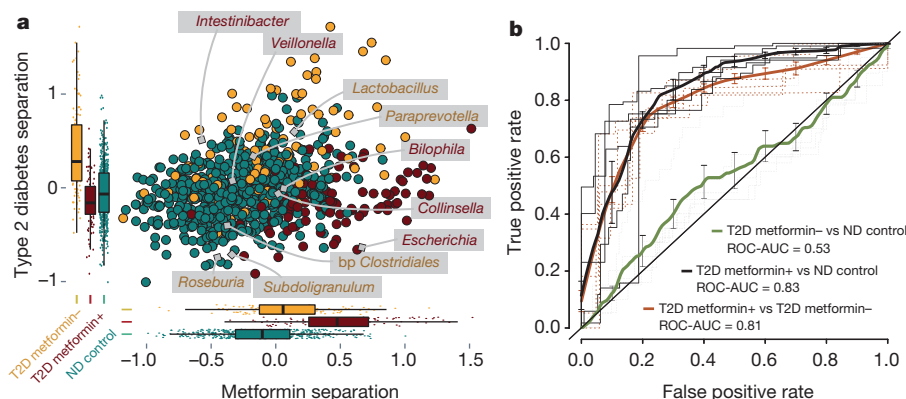 a
Type 2 diabetes separation
1
0
−1
Intestinibacter
Veillonella
Lactobacillus
Paraprevotella
Bilophila
Collinsella
Escherichia
bp Clostridiales
Roseburia
Subdoligranulum
T2D metformin−
T2D metformin+
ND control
-1.0
-0.5
0.0
0.5
1.0
1.5
Metformin separation
b
True positive rate
1.0
0.8
0.6
0.4
0.2
0.0
T2D metformin− vs ND control
ROC-AUC = 0.53
T2D metformin+ vs ND control
ROC-AUC = 0.83
T2D metformin+ vs T2D metformin−
ROC-AUC = 0.81
0.0
0.2
0.4
0.6
0.8
1.0
False positive rate